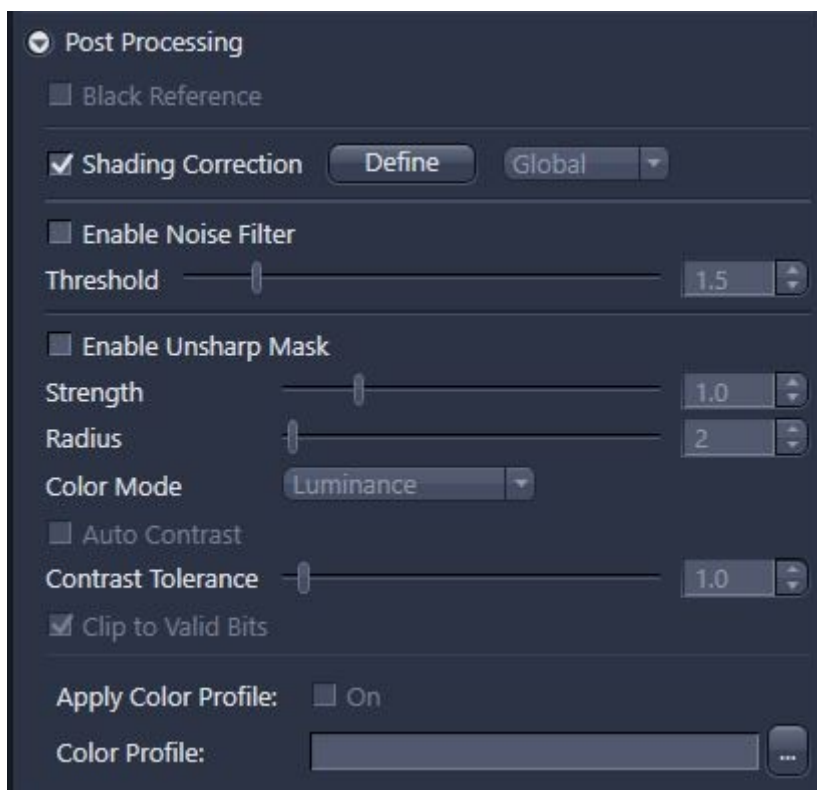 Post Processing
Black Reference
Shading Correction Define Global
Enable Noise Filter
Threshold 1.5
Enable Unsharp Mask
Strength 1.0
Radius 2
Color Mode Luminance
Auto Contrast
Contrast Tolerance 1.0
Clip to Valid Bits
Apply Color Profile: On
Color Profile: ...